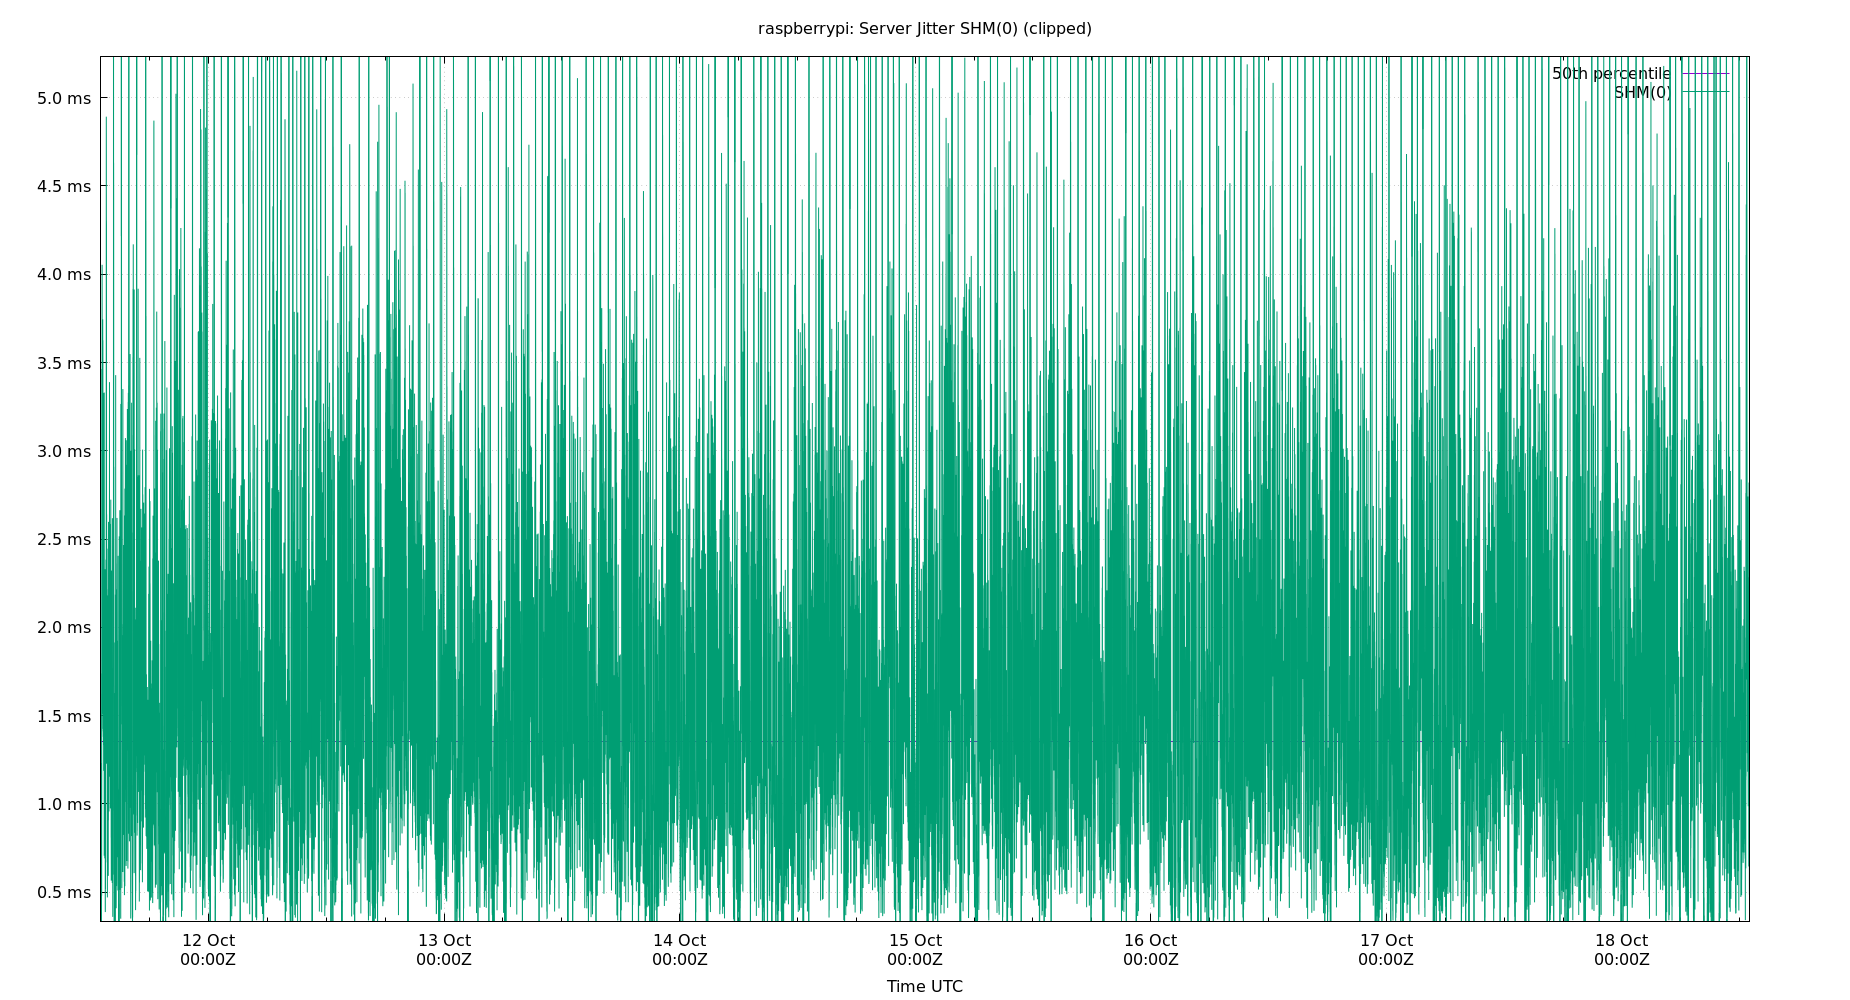 raspberrypi: Server Jitter SHM(0) (clipped)
50th percentile
SHM(0)
5.0 ms
4.5 ms
4.0 ms
3.5 ms
3.0 ms
2.5 ms
2.0 ms
1.5 ms
1.0 ms
0.5 ms
12 Oct 13 Oct 14 Oct 15 Oct 16 Oct 17 Oct 18 Oct
00:00Z 00:00Z 00:00Z 00:00Z 00:00Z 00:00Z 00:00Z
Time UTC